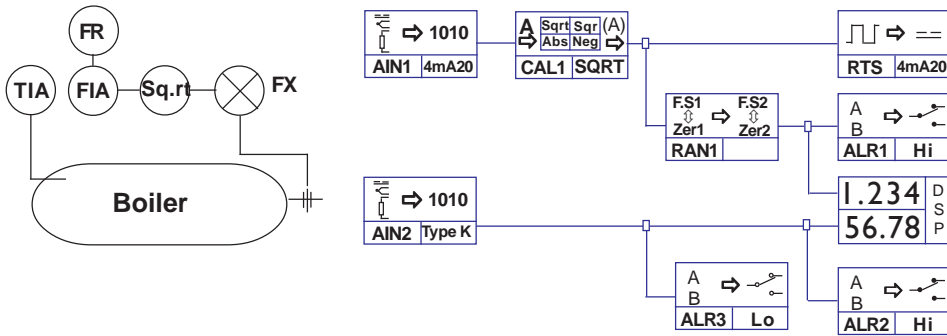 FR
TIA
FIA
Sq.rt
FX
Boiler
1010
AIN1 4mA20
A Sqrt Sqr (A)
Abs Neg
CAL1 SQRT
RTS 4mA20
F.S1 F.S2
Zer1 Zer2
RAN1
A
B
ALR1 Hi
1010
AIN2 Type K
1.234
56.78
DSP
A
B
ALR3 Lo
A
B
ALR2 Hi